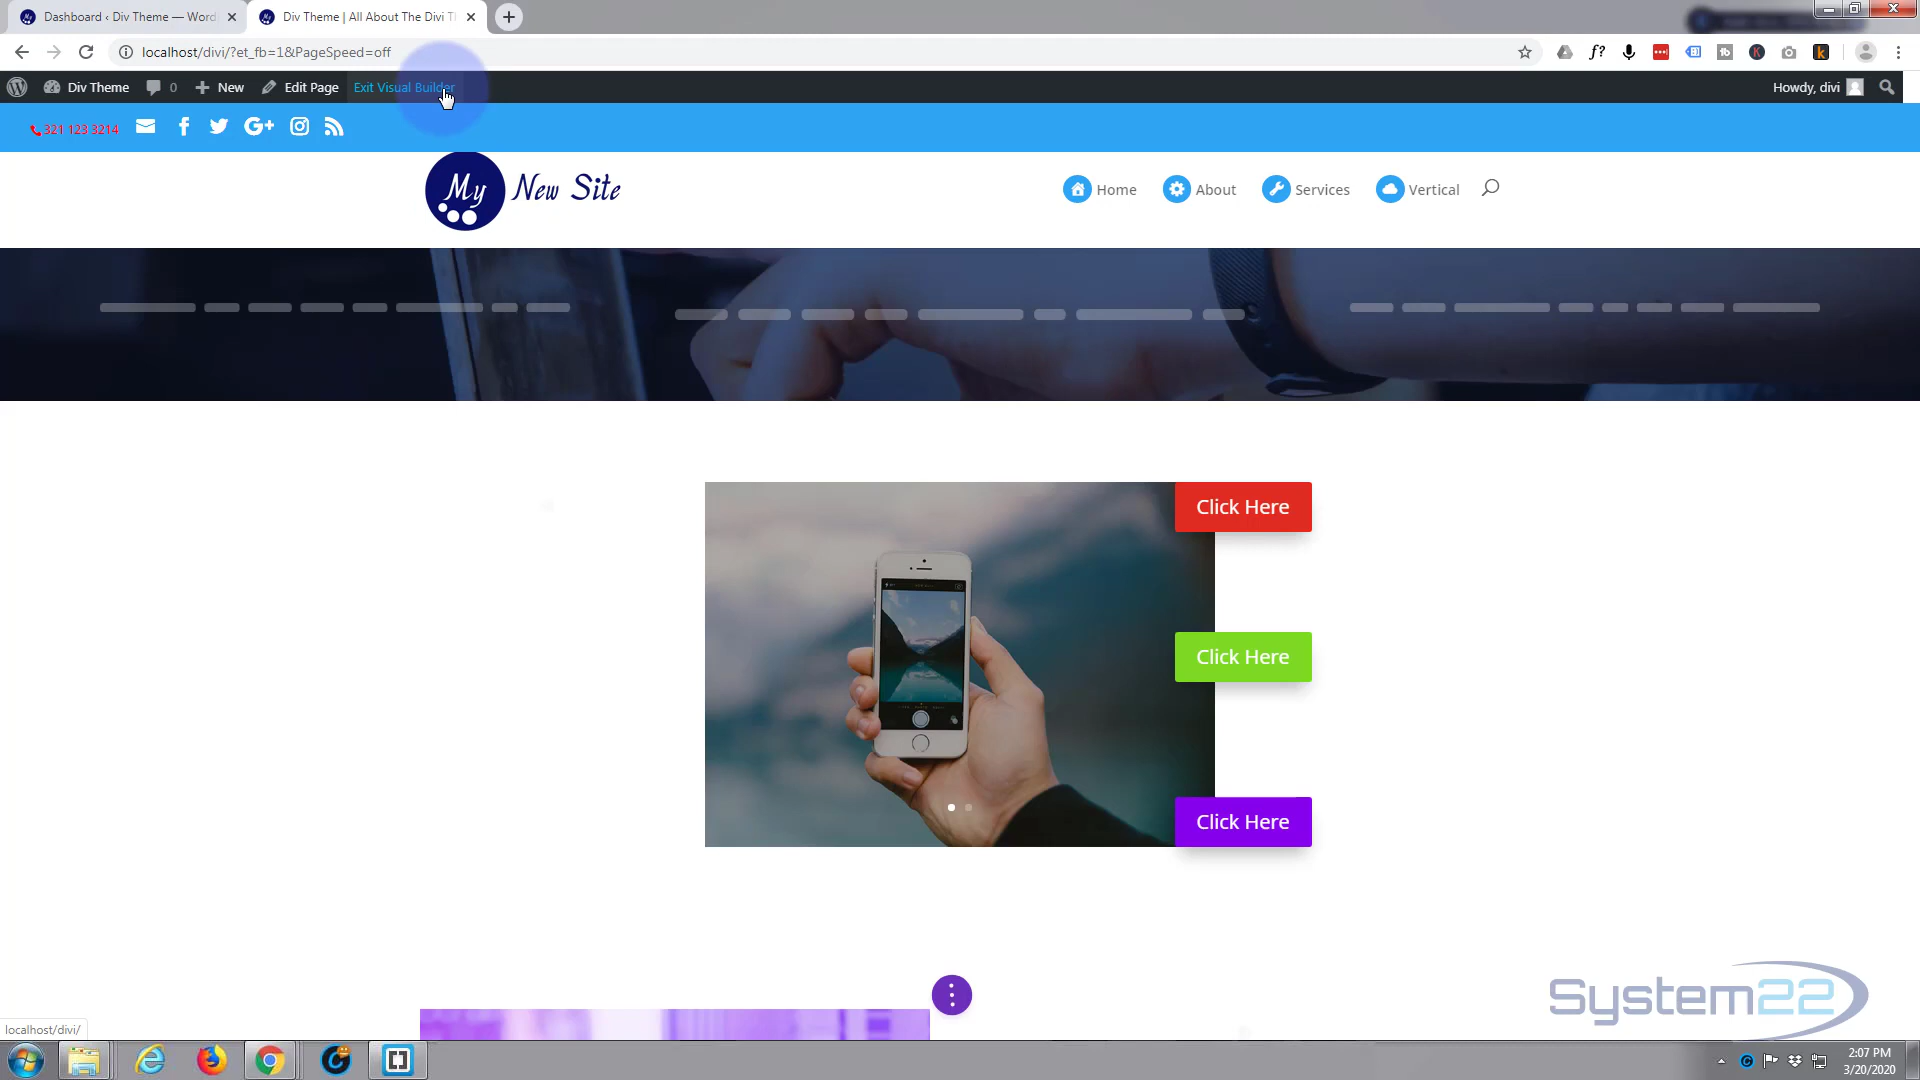 Dashboard ‹ Div Theme — Word
Div Theme | All About The Divi Th
localhost/divi/?et_fb=1&PageSpeed=off
Div Theme
0
New
Edit Page
Exit Visual Builder
Howdy, divi
321 123 3214
My New Site
Home
About
Services
Vertical
Click Here
Click Here
Click Here
System22
localhost/divi/
2:07 PM
3/20/2020